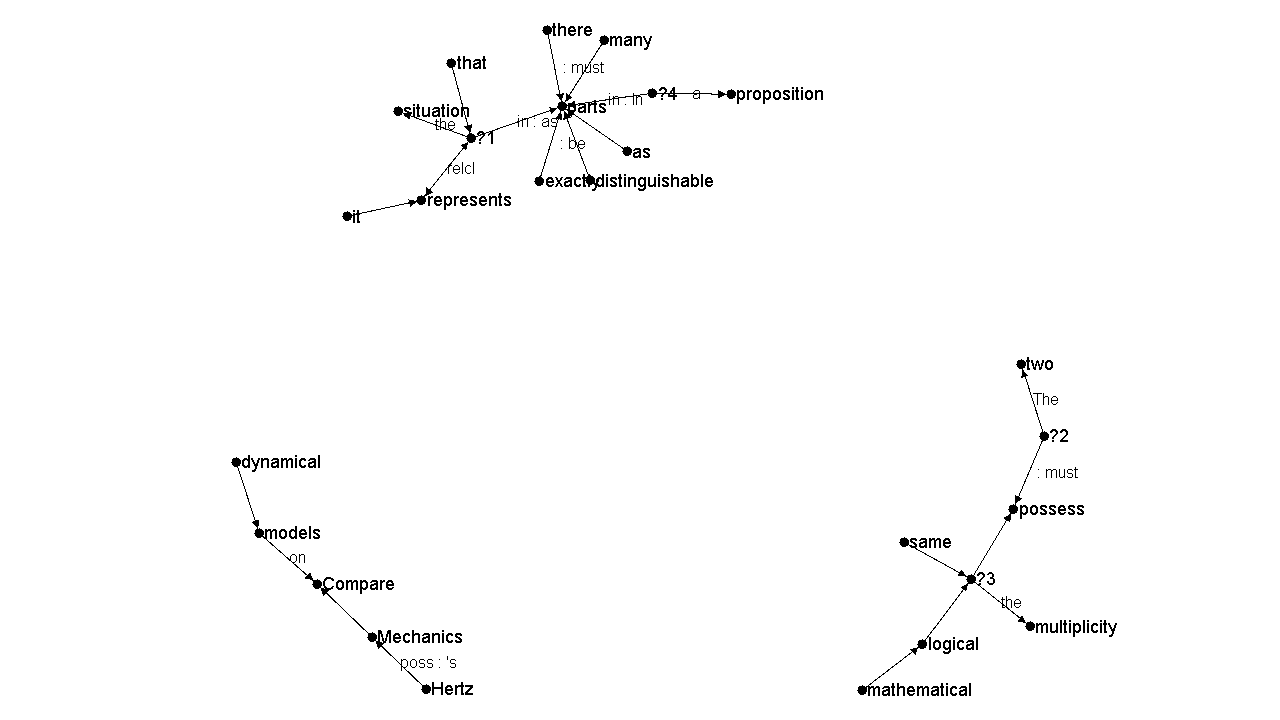 there
many
that
: must
?4
a
proposition
in : in
situation
parts
the
in : as
?1
: be
as
relcl
exactly
distinguishable
represents
it
two
The
?2
dynamical
: must
possess
models
same
on
?3
Compare
the
multiplicity
Mechanics
logical
poss : 's
Hertz
mathematical